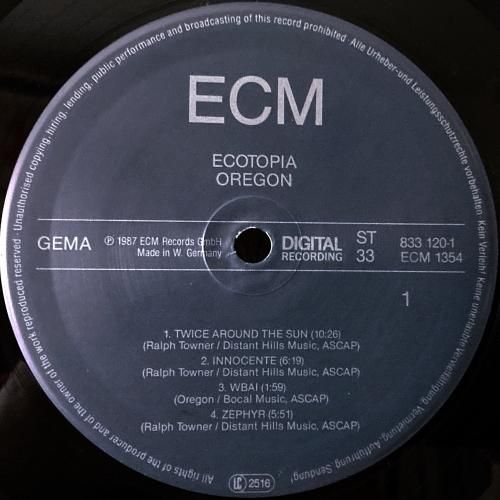 · Unauthorised copying, hiring, lending, public performance and broadcasting of this record prohibited · Alle Urheber- und Leistungsschutzrechte vorbehalten. Kein Verleih! Keine unerlaubte Vervielfältigung, Vermietung, Aufführung, Sendung!
ECM
ECOTOPIA
OREGON
GEMA
℗ 1987 ECM Records GmbH
Made in W. Germany
DIGITAL
RECORDING
ST
33
833 120-1
ECM 1354
1
1. TWICE AROUND THE SUN (10:26)
(Ralph Towner / Distant Hills Music, ASCAP)
2. INNOCENTE (6:19)
(Ralph Towner / Distant Hills Music, ASCAP)
3. WBAI (1:59)
(Oregon / Bocal Music, ASCAP)
4. ZEPHYR (5:51)
(Ralph Towner / Distant Hills Music, ASCAP)
All rights of the producer and of the owner of the work reproduced reserved
LC 2516